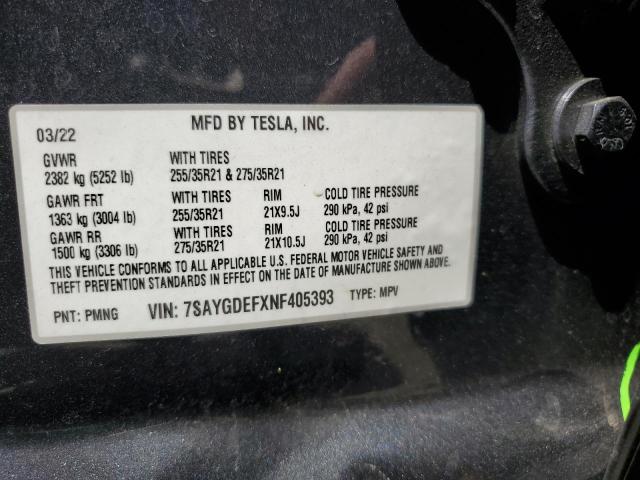 03/22 MFD BY TESLA, INC.
GVWR WITH TIRES
2382 kg (5252 lb) 255/35R21 & 275/35R21
GAWR FRT WITH TIRES RIM COLD TIRE PRESSURE
1363 kg (3004 lb) 255/35R21 21X9.5J 290 kPa, 42 psi
GAWR RR WITH TIRES RIM COLD TIRE PRESSURE
1500 kg (3306 lb) 275/35R21 21X10.5J 290 kPa, 42 psi
THIS VEHICLE CONFORMS TO ALL APPLICABLE U.S. FEDERAL MOTOR VEHICLE SAFETY AND
THEFT PREVENTION STANDARDS IN EFFECT ON THE DATE OF MANUFACTURE SHOWN ABOVE.
PNT: PMNG VIN: 7SAYGDEFXNF405393 TYPE: MPV